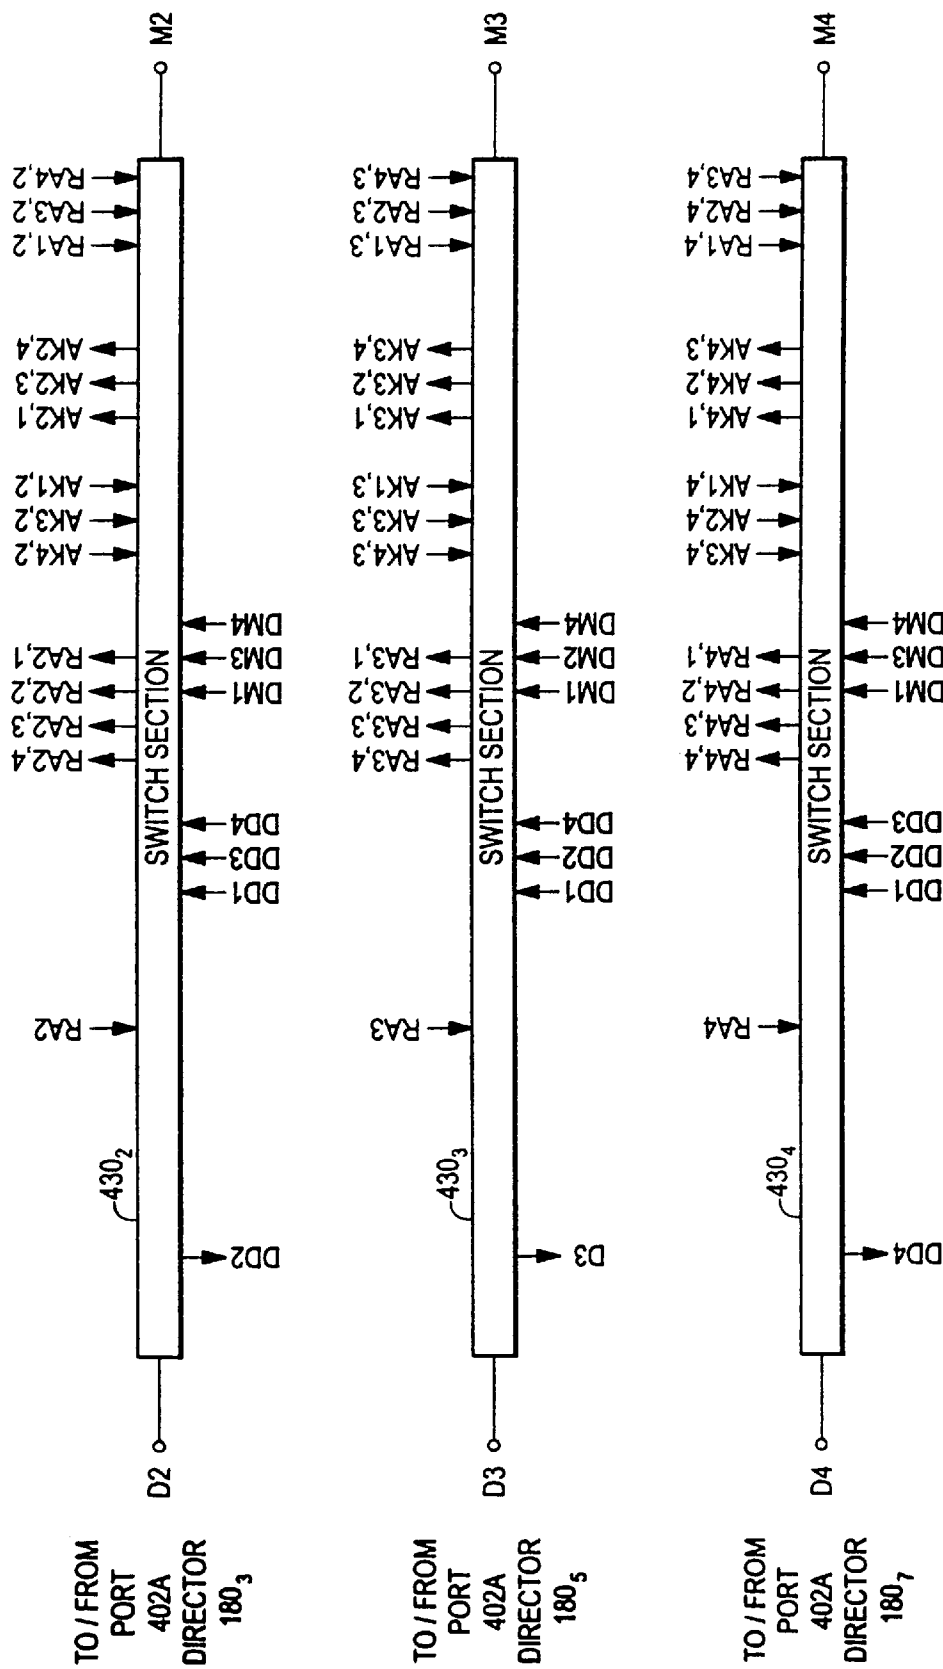 TO / FROM
PORT
402A
DIRECTOR
180₃
D2
DD2
430₂
RA2
DD1
DD3
DD4
SWITCH SECTION
RA2,4
RA2,3
RA2,2
RA2,1
DM1
DM3
DM4
AK4,2
AK3,2
AK1,2
AK2,1
AK2,3
AK2,4
RA1,2
RA3,2
RA4,2
M2
TO / FROM
PORT
402A
DIRECTOR
180₅
D3
D3
430₃
RA3
DD1
DD2
DD4
SWITCH SECTION
RA3,4
RA3,3
RA3,2
RA3,1
DM1
DM2
DM4
AK4,3
AK3,3
AK1,3
AK3,1
AK3,2
AK3,4
RA1,3
RA2,3
RA4,3
M3
TO / FROM
PORT
402A
DIRECTOR
180₇
D4
DD4
430₄
RA4
DD1
DD2
DD3
SWITCH SECTION
RA4,4
RA4,3
RA4,2
RA4,1
DM1
DM3
DM4
AK3,4
AK2,4
AK1,4
AK4,1
AK4,2
AK4,3
RA1,4
RA2,4
RA3,4
M4